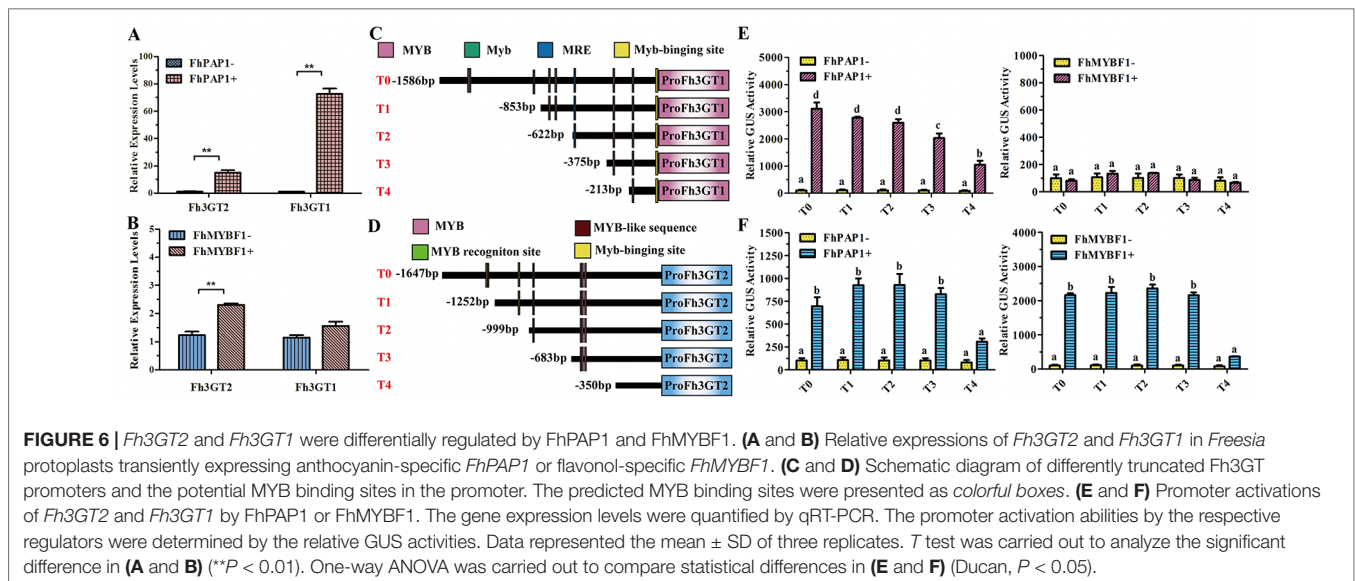 A
Relative Expression Levels
100
80
60
40
20
0
FhPAP1-
FhPAP1+
**
**
Fh3GT2 Fh3GT1
B
Relative Expression Levels
5
4
3
2
1
0
FhMYBF1-
FhMYBF1+
**
Fh3GT2 Fh3GT1
C
MYB Myb MRE Myb-binging site
T0 -1586bp ProFh3GT1
T1 -853bp ProFh3GT1
T2 -622bp ProFh3GT1
T3 -375bp ProFh3GT1
T4 -213bp ProFh3GT1
D
MYB MYB-like sequence
MYB recogniton site Myb-binging site
T0 -1647bp ProFh3GT2
T1 -1252bp ProFh3GT2
T2 -999bp ProFh3GT2
T3 -683bp ProFh3GT2
T4 -350bp ProFh3GT2
E
Relative GUS Activity
5000
4000
3000
2000
1000
0
FhPAP1-
FhPAP1+
a d a d a d a c a b
T0 T1 T2 T3 T4
Relative GUS Activity
1000
800
600
400
200
0
FhMYBF1-
FhMYBF1+
a a a a a a a a a a
T0 T1 T2 T3 T4
F
Relative GUS Activity
1500
1250
1000
750
500
250
0
FhPAP1-
FhPAP1+
a b a b a b a b a a
T0 T1 T2 T3 T4
Relative GUS Activity
4000
3000
2000
1000
0
FhMYBF1-
FhMYBF1+
a b a b a b a b a a
T0 T1 T2 T3 T4
FIGURE 6 | Fh3GT2 and Fh3GT1 were differentially regulated by FhPAP1 and FhMYBF1. (A and B) Relative expressions of Fh3GT2 and Fh3GT1 in Freesia
protoplasts transiently expressing anthocyanin-specific FhPAP1 or flavonol-specific FhMYBF1. (C and D) Schematic diagram of differently truncated Fh3GT
promoters and the potential MYB binding sites in the promoter. The predicted MYB binding sites were presented as colorful boxes. (E and F) Promoter activations
of Fh3GT2 and Fh3GT1 by FhPAP1 or FhMYBF1. The gene expression levels were quantified by qRT-PCR. The promoter activation abilities by the respective
regulators were determined by the relative GUS activities. Data represented the mean ± SD of three replicates. T test was carried out to analyze the significant
difference in (A and B) (**P < 0.01). One-way ANOVA was carried out to compare statistical differences in (E and F) (Ducan, P < 0.05).